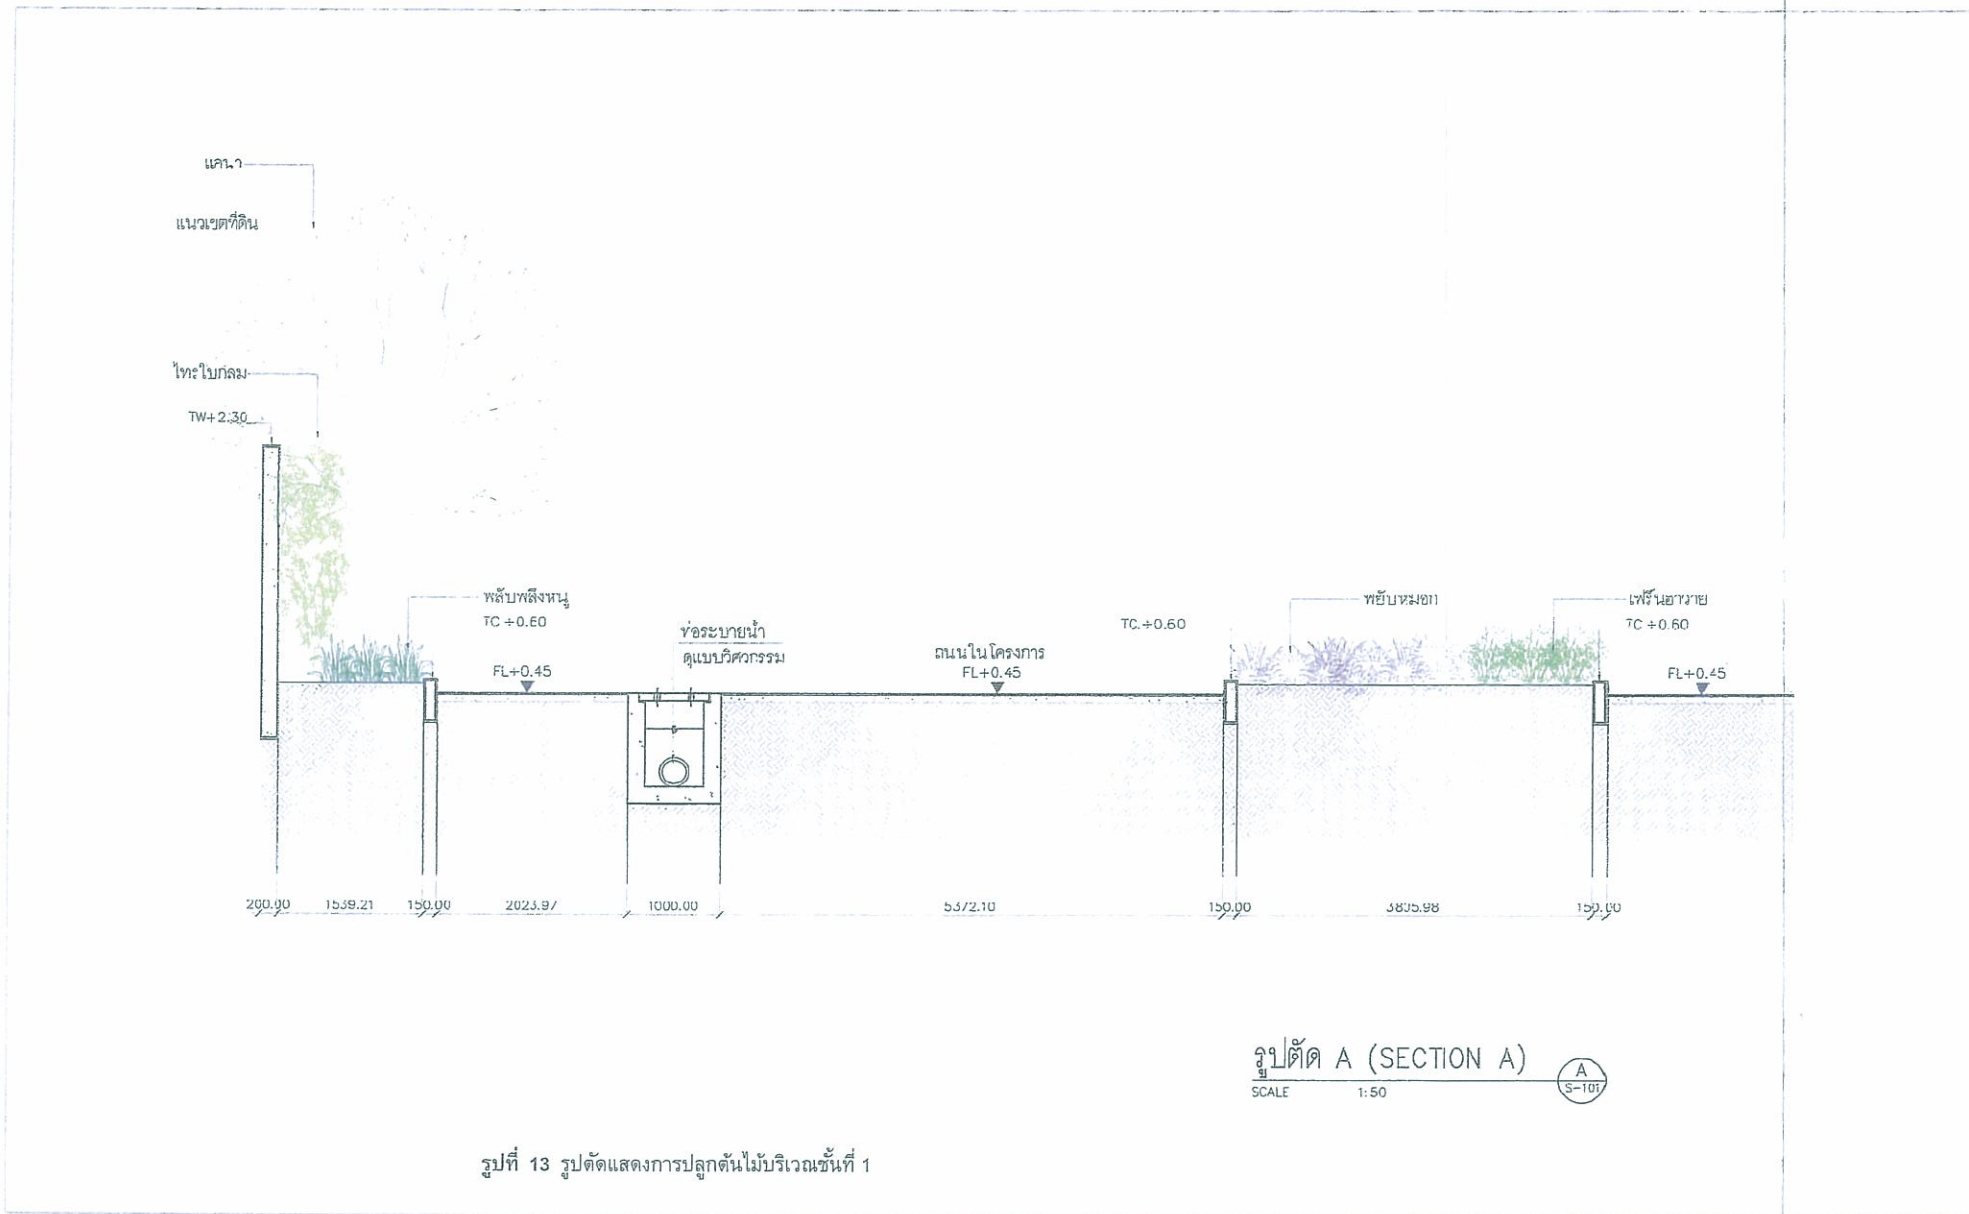 แคนา
แนวเขตที่ดิน
ไทรใบกลม
TW+2.30
พลับพลึงหนู
TC +0.60
FL+0.45
ท่อระบายน้ำ
ดูแบบวิศวกรรม
ถนนในโครงการ
FL+0.45
TC +0.60
พยับหมอก
เฟร์นฮาวาย
TC +0.60
FL+0.45
200.00 1539.21 150.00 2023.97 1000.00 5372.10 150.00 3835.98 150.00
รูปตัด A (SECTION A)
SCALE 1:50
A
S-101
รูปที่ 13 รูปตัดแสดงการปลูกต้นไม้บริเวณชั้นที่ 1